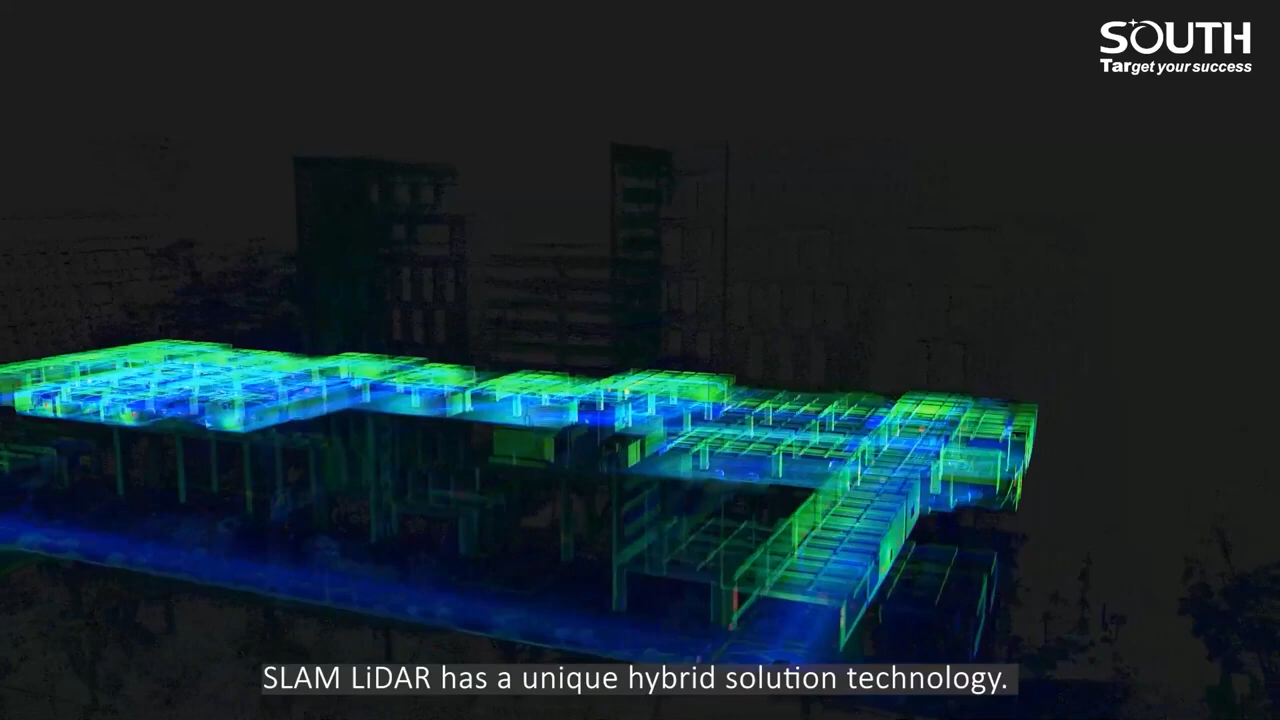 SOUTH
Target your success
SLAM LiDAR has a unique hybrid solution technology.